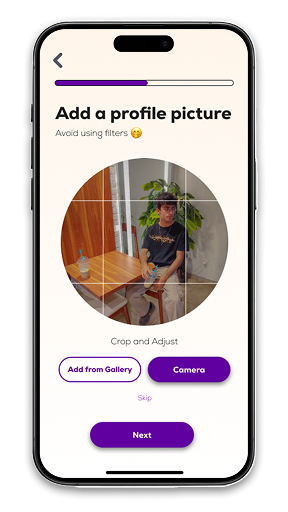 Add a profile picture
Avoid using filters 🤭
Crop and Adjust
Add from Gallery
Camera
Skip
Next